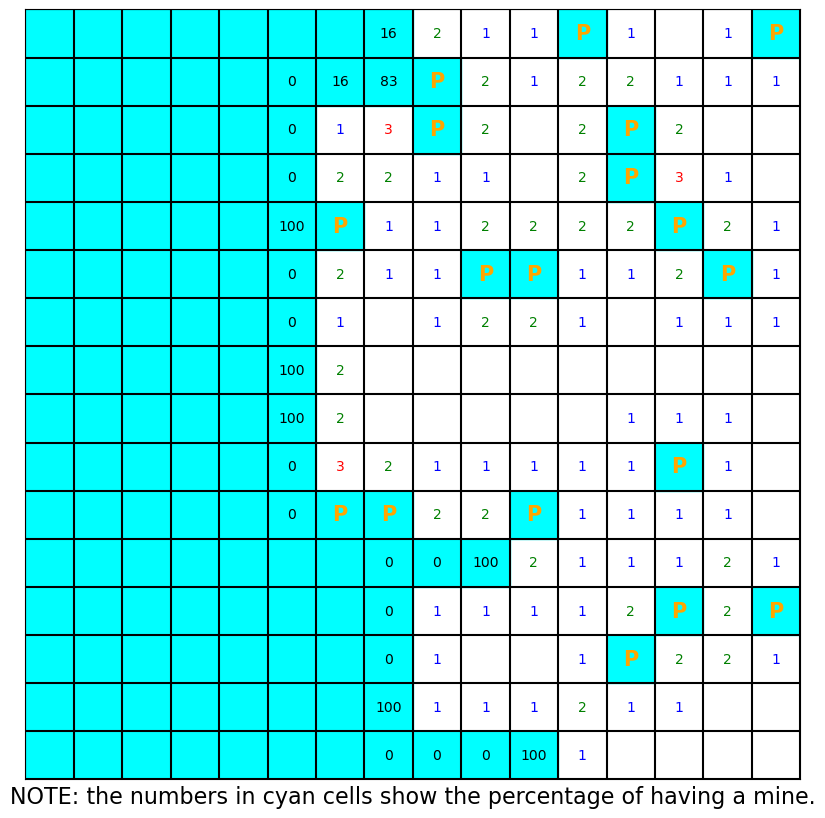 16 2 1 1 P 1 1 P
0 16 83 P 2 1 2 2 1 1 1
0 1 3 P 2 2 P 2
0 2 2 1 1 2 P 3 1
100 P 1 1 2 2 2 2 P 2 1
0 2 1 1 P P 1 1 2 P 1
0 1 1 2 2 1 1 1 1
100 2
100 2 1 1 1
0 3 2 1 1 1 1 1 P 1
0 P P 2 2 P 1 1 1 1
0 0 100 2 1 1 1 2 1
0 1 1 1 1 2 P 2 P
0 1 1 P 2 2 1
100 1 1 1 2 1 1
0 0 0 100 1
NOTE: the numbers in cyan cells show the percentage of having a mine.